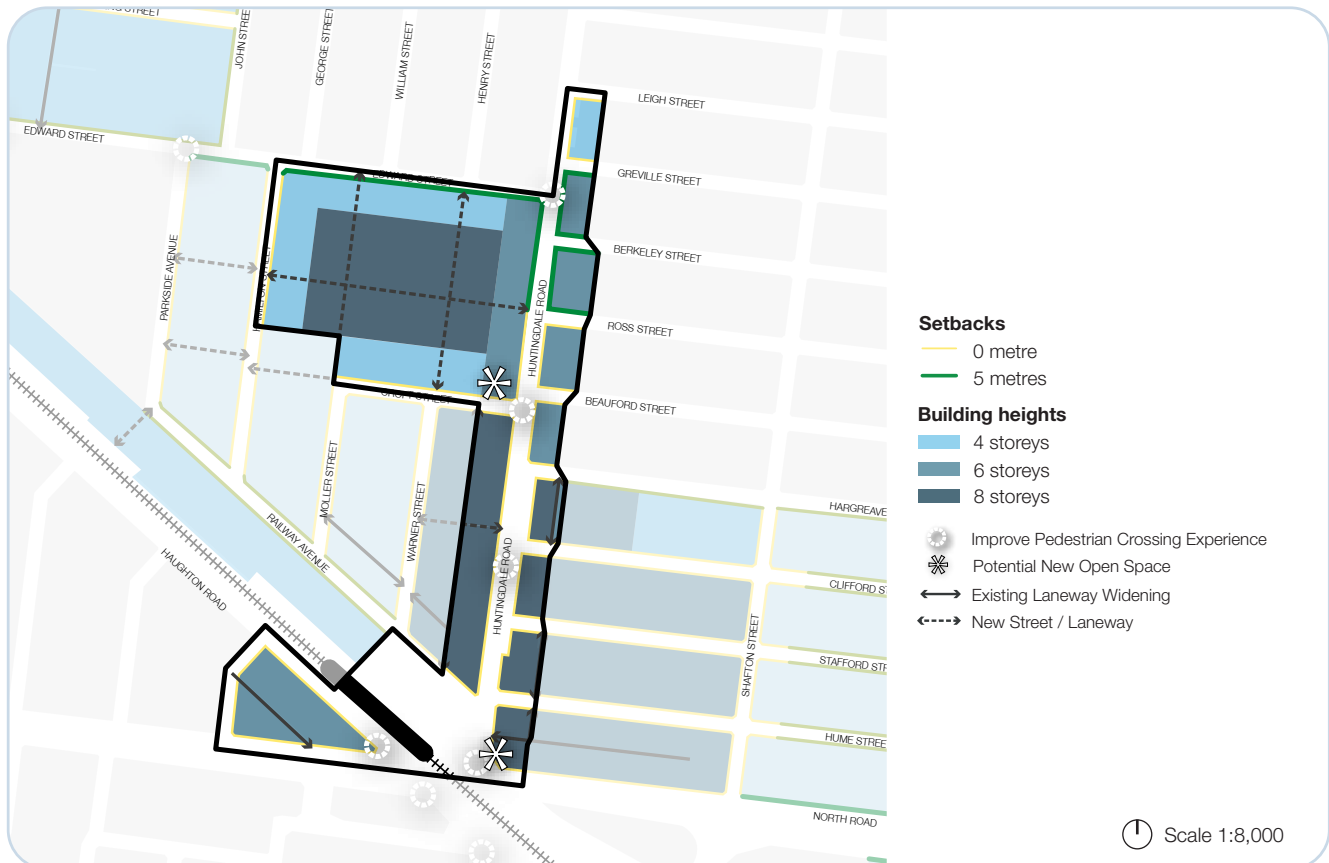 JOHN STREET
GEORGE STREET
WILLIAM STREET
HENRY STREET
LEIGH STREET
EDWARD STREET
GREVILLE STREET
BERKELEY STREET
PARKSIDE AVENUE
HUNTINGDALE ROAD
ROSS STREET
BEAUFORD STREET
MOLLER STREET
WARNER STREET
RAILWAY AVENUE
HAUGHTON ROAD
HUNTINGDALE ROAD
HARGREAVE
CLIFFORD ST
SHAFTON STREET
STAFFORD STR
HUME STREE
NORTH ROAD
Setbacks
0 metre
5 metres
Building heights
4 storeys
6 storeys
8 storeys
Improve Pedestrian Crossing Experience
Potential New Open Space
Existing Laneway Widening
New Street / Laneway
Scale 1:8,000